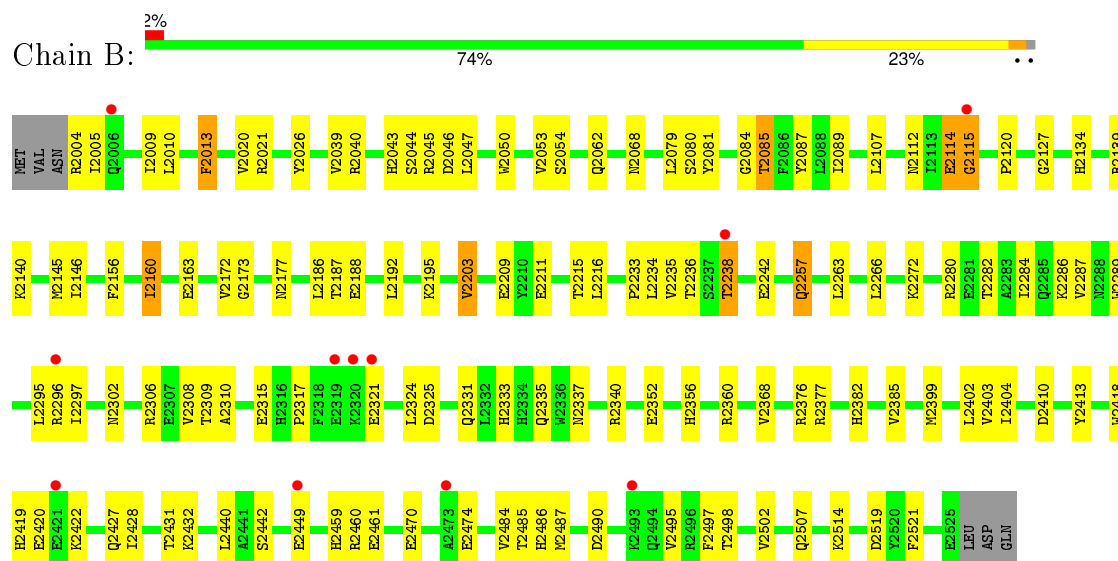 2%
Chain B:
74% 23% • •
MET VAL ASN R2004 I2005 Q2006 I2009 L2010 F2013 V2020 R2021 Y2026 V2039 R2040 H2043 S2044 R2045 D2046 L2047 W2050 V2053 S2054 Q2062 N2068 L2079 S2080 Y2081 G2084 T2085 F2086 Y2087 L2088 I2089 L2107 N2112 I2113 E2114 G2115 P2120 G2127 H2134 R2139
K2140 M2145 I2146 F2156 I2160 E2163 V2172 G2173 N2177 L2186 T2187 E2188 L2192 K2195 V2203 E2209 Y2210 E2211 T2215 L2216 P2233 L2234 V2235 T2236 S2237 T2238 E2242 Q2257 L2263 L2266 K2272 R2280 E2281 T2282 A2283 I2284 Q2285 K2286 V2287 N2288 W2289
L2295 R2296 I2297 N2302 R2306 E2307 V2308 T2309 A2310 E2315 H2316 P2317 F2318 E2319 K2320 E2321 L2324 D2325 Q2331 L2332 H2333 H2334 Q2335 W2336 N2337 R2340 E2352 H2356 R2360 V2368 R2376 R2377 H2382 V2385 M2399 L2402 V2403 I2404 D2410 Y2413 W2418
H2419 E2420 E2421 K2422 Q2427 I2428 T2431 K2432 L2440 A2441 S2442 E2449 H2459 R2460 E2461 E2470 A2473 E2474 V2484 T2485 H2486 M2487 D2490 K2493 Q2494 V2495 R2496 F2497 T2498 V2502 Q2507 K2514 D2519 Y2520 F2521 E2525 LEU ASP GLN